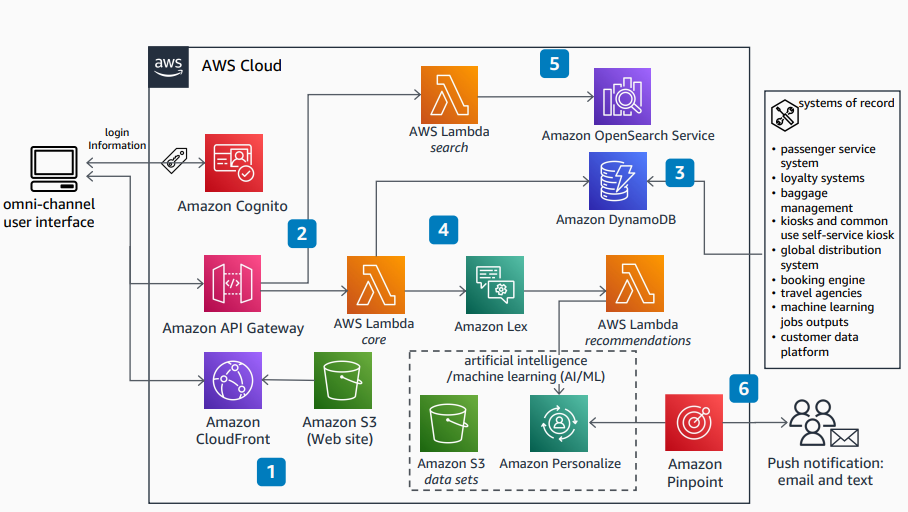 aws
AWS Cloud
5
AWS Lambda
search
Amazon OpenSearch Service
systems of record
• passenger service
system
• loyalty systems
• baggage
management
• kiosks and common
use self-service kiosk
• global distribution
system
• booking engine
• travel agencies
• machine learning
jobs outputs
• customer data
platform
login
Information
omni-channel
user interface
Amazon Cognito
3
Amazon DynamoDB
2
4
</>
Amazon API Gateway
AWS Lambda
core
Amazon Lex
AWS Lambda
recommendations
artificial intelligence
/machine learning (AI/ML)
Amazon
CloudFront
Amazon S3
(Web site)
1
Amazon S3
data sets
Amazon Personalize
Amazon
Pinpoint
6
Push notification:
email and text